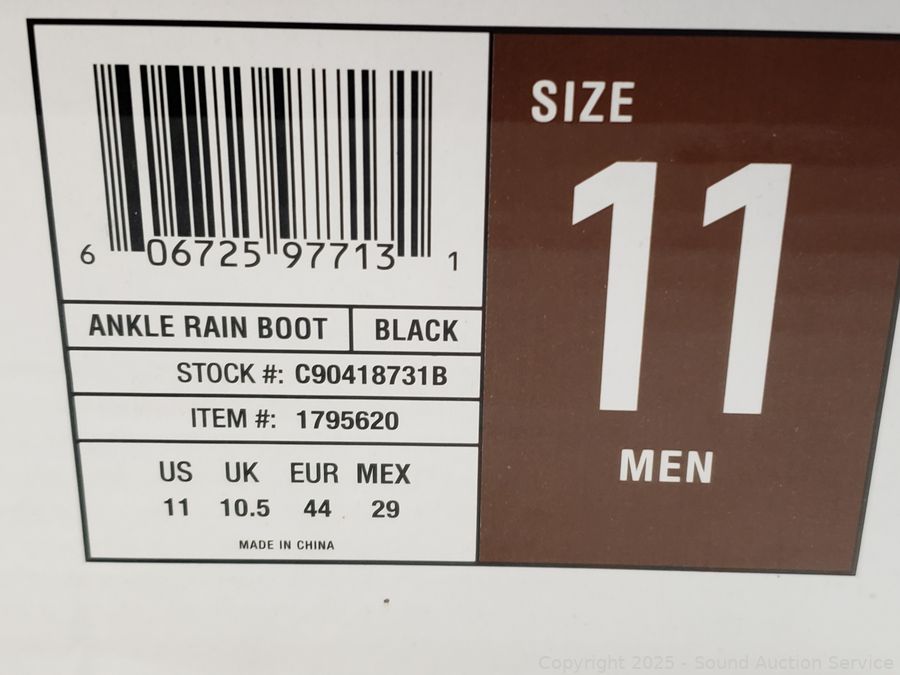 6 06725 97713 1
ANKLE RAIN BOOT BLACK
STOCK #: C90418731B
ITEM #: 1795620
US UK EUR MEX
11 10.5 44 29
MADE IN CHINA
SIZE
11
MEN
Copyright 2025 - Sound Auction Service